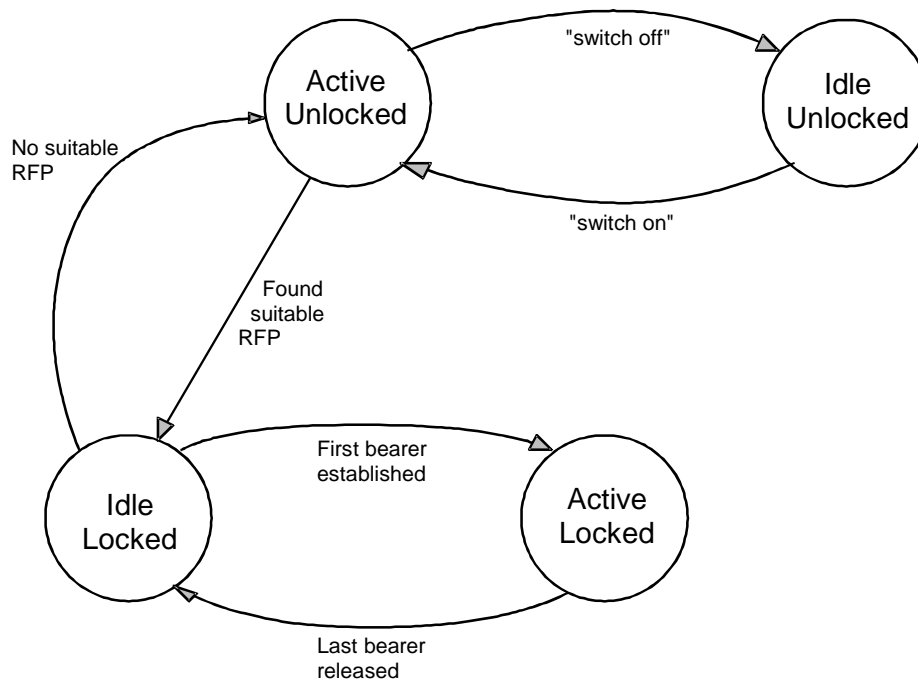 "switch off"
Active
Unlocked
Idle
Unlocked
No suitable
RFP
"switch on"
Found
suitable
RFP
First bearer
established
Idle
Locked
Active
Locked
Last bearer
released